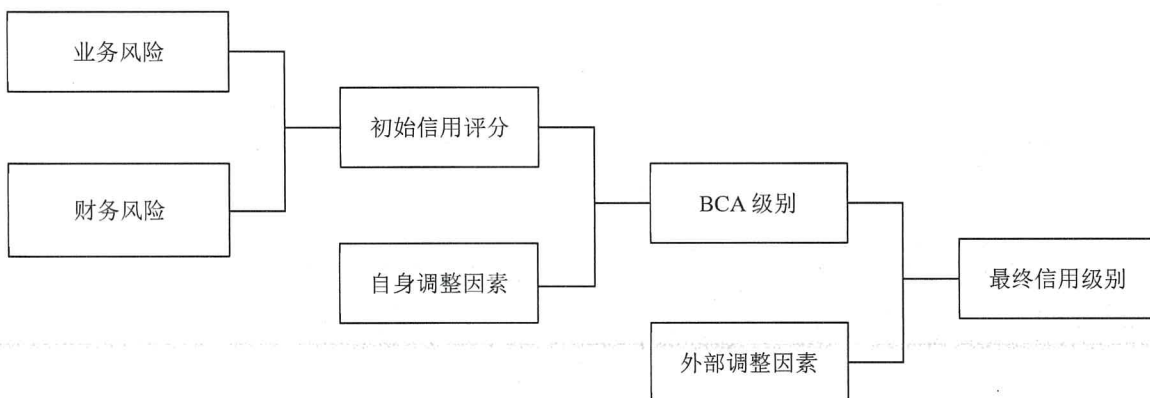 业务风险
财务风险
初始信用评分
自身调整因素
BCA 级别
外部调整因素
最终信用级别